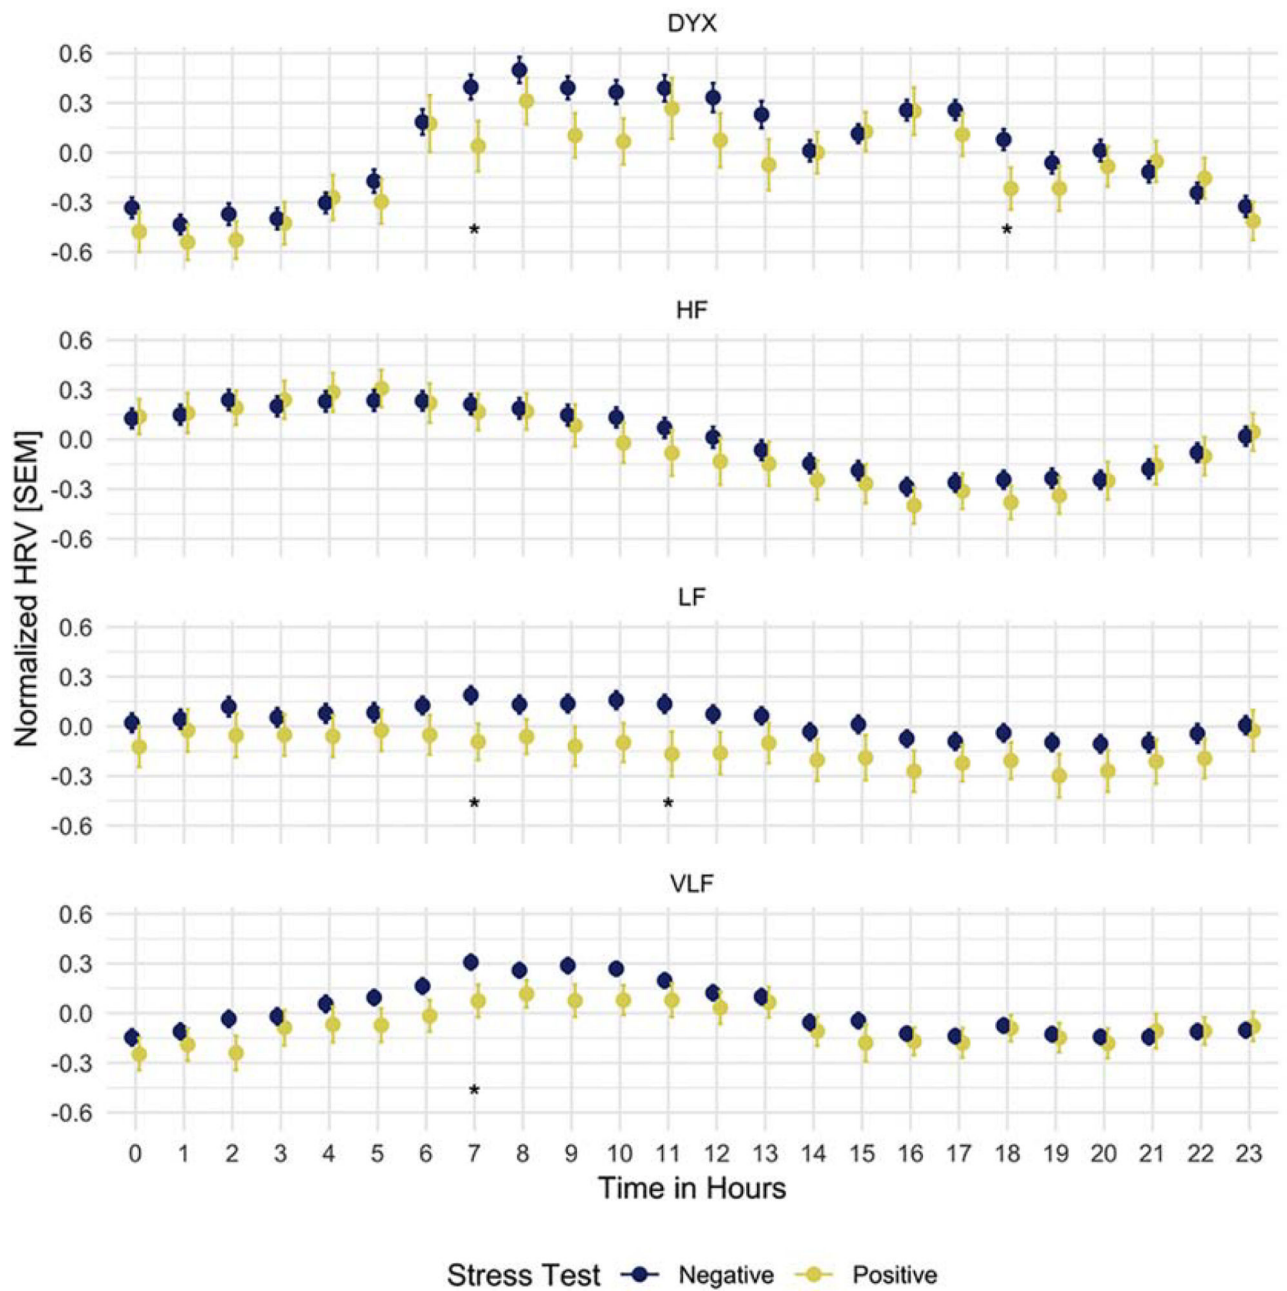 DYX
0.6
0.3
0.0
-0.3
-0.6
* *
HF
0.6
0.3
0.0
-0.3
-0.6
Normalized HRV [SEM]
LF
0.6
0.3
0.0
-0.3
-0.6
* *
VLF
0.6
0.3
0.0
-0.3
-0.6
*
0 1 2 3 4 5 6 7 8 9 10 11 12 13 14 15 16 17 18 19 20 21 22 23
Time in Hours
Stress Test Negative Positive